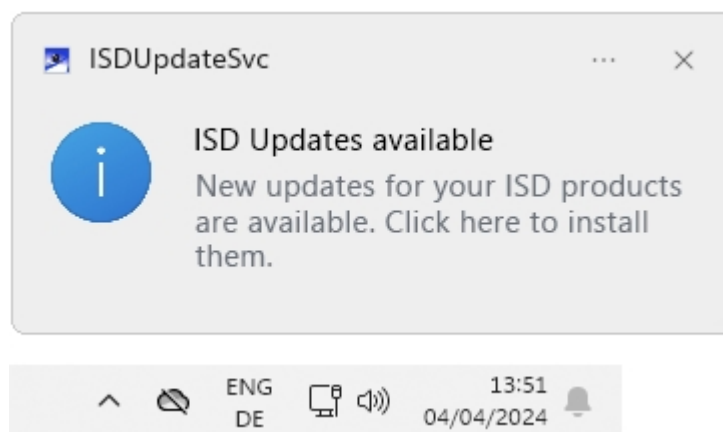 ISDUpdateSvc
ISD Updates available
New updates for your ISD products
are available. Click here to install
them.
ENG
DE
13:51
04/04/2024